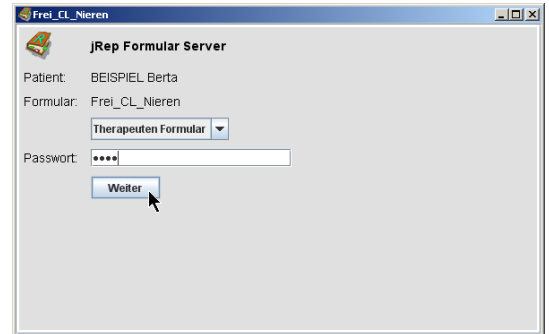 Frei_CL_Nieren
jRep Formular Server
Patient: BEISPIEL Berta
Formular: Frei_CL_Nieren
Therapeuten Formular
Passwort: ••••
Weiter